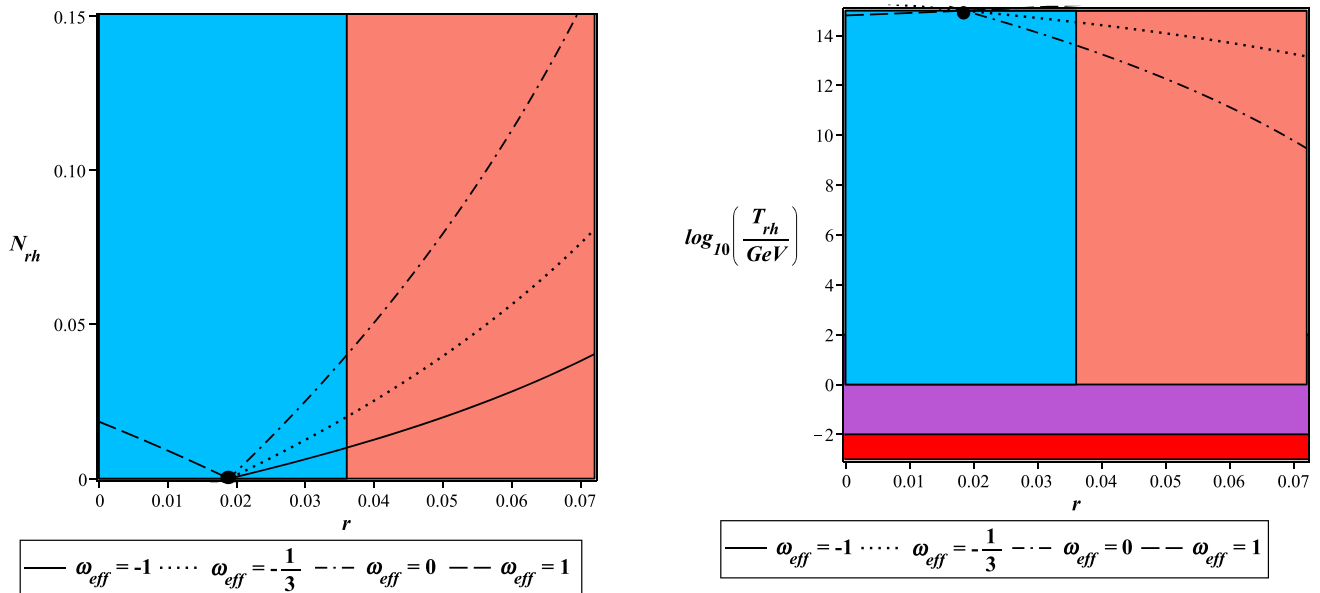 0.15
0.10
N_rh
0.05
0
0 0.01 0.02 0.03 0.04 0.05 0.06 0.07
r
ω_eff = -1 ω_eff = -1/3 ω_eff = 0 ω_eff = 1
14
12
10
8
log_10(T_rh/GeV)
6
4
2
0
-2
0 0.01 0.02 0.03 0.04 0.05 0.06 0.07
r
ω_eff = -1 ω_eff = -1/3 ω_eff = 0 ω_eff = 1